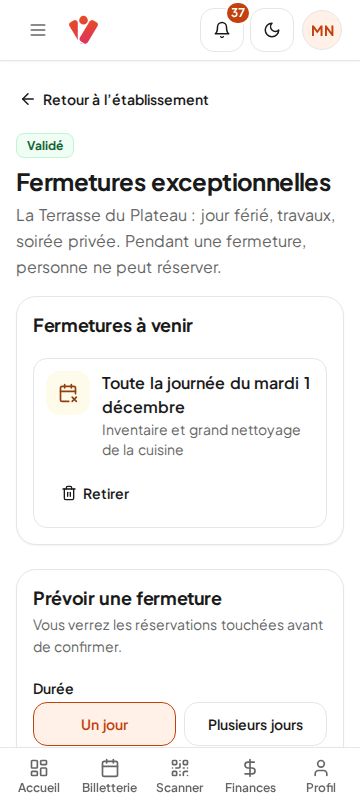 37
MN
Retour à l’établissement
Validé
Fermetures exceptionnelles
La Terrasse du Plateau : jour férié, travaux,
soirée privée. Pendant une fermeture,
personne ne peut réserver.
Fermetures à venir
Toute la journée du mardi 1
décembre
Inventaire et grand nettoyage
de la cuisine
Retirer
Prévoir une fermeture
Vous verrez les réservations touchées avant
de confirmer.
Durée
Un jour
Plusieurs jours
Accueil
Billetterie
Scanner
Finances
Profil